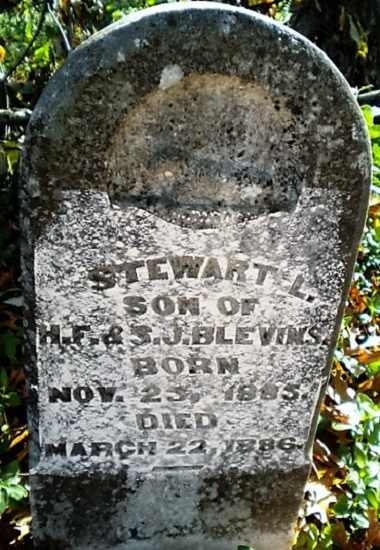 STEWART L.
SON OF
H.F. & S.J. BLEVINS.
BORN
NOV. 25, 1885.
DIED
MARCH 22, 1886.